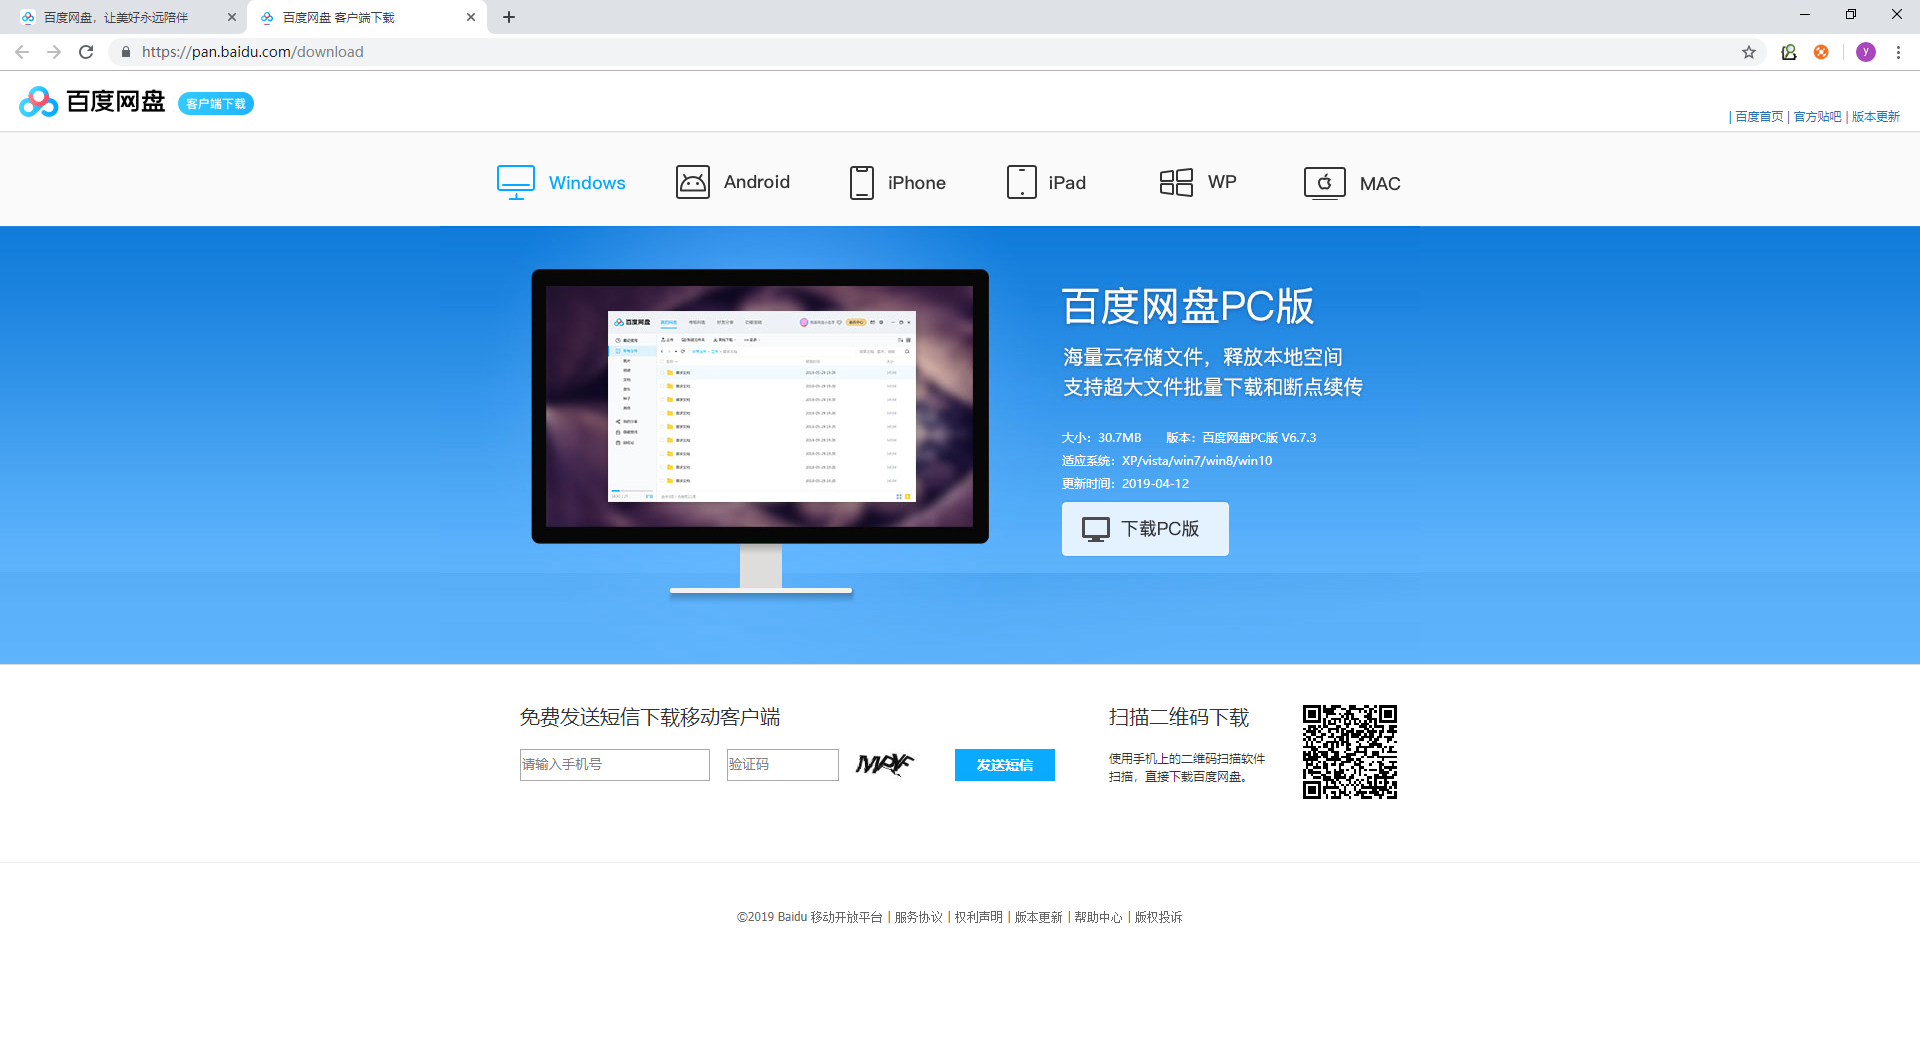 百度网盘，让美好永远陪伴
百度网盘 客户端下载
https://pan.baidu.com/download
y
百度网盘 客户端下载
| 百度首页 | 官方贴吧 | 版本更新
Windows
Android
iPhone
iPad
WP
MAC
百度网盘
百度网盘PC版
海量云存储文件，释放本地空间
支持超大文件批量下载和断点续传
大小：30.7MB 版本：百度网盘PC版 V6.7.3
适应系统：XP/vista/win7/win8/win10
更新时间：2019-04-12
下载PC版
免费发送短信下载移动客户端
请输入手机号
验证码
发送短信
扫描二维码下载
使用手机上的二维码扫描软件
扫描，直接下载百度网盘。
©2019 Baidu 移动开放平台 | 服务协议 | 权利声明 | 版本更新 | 帮助中心 | 版权投诉